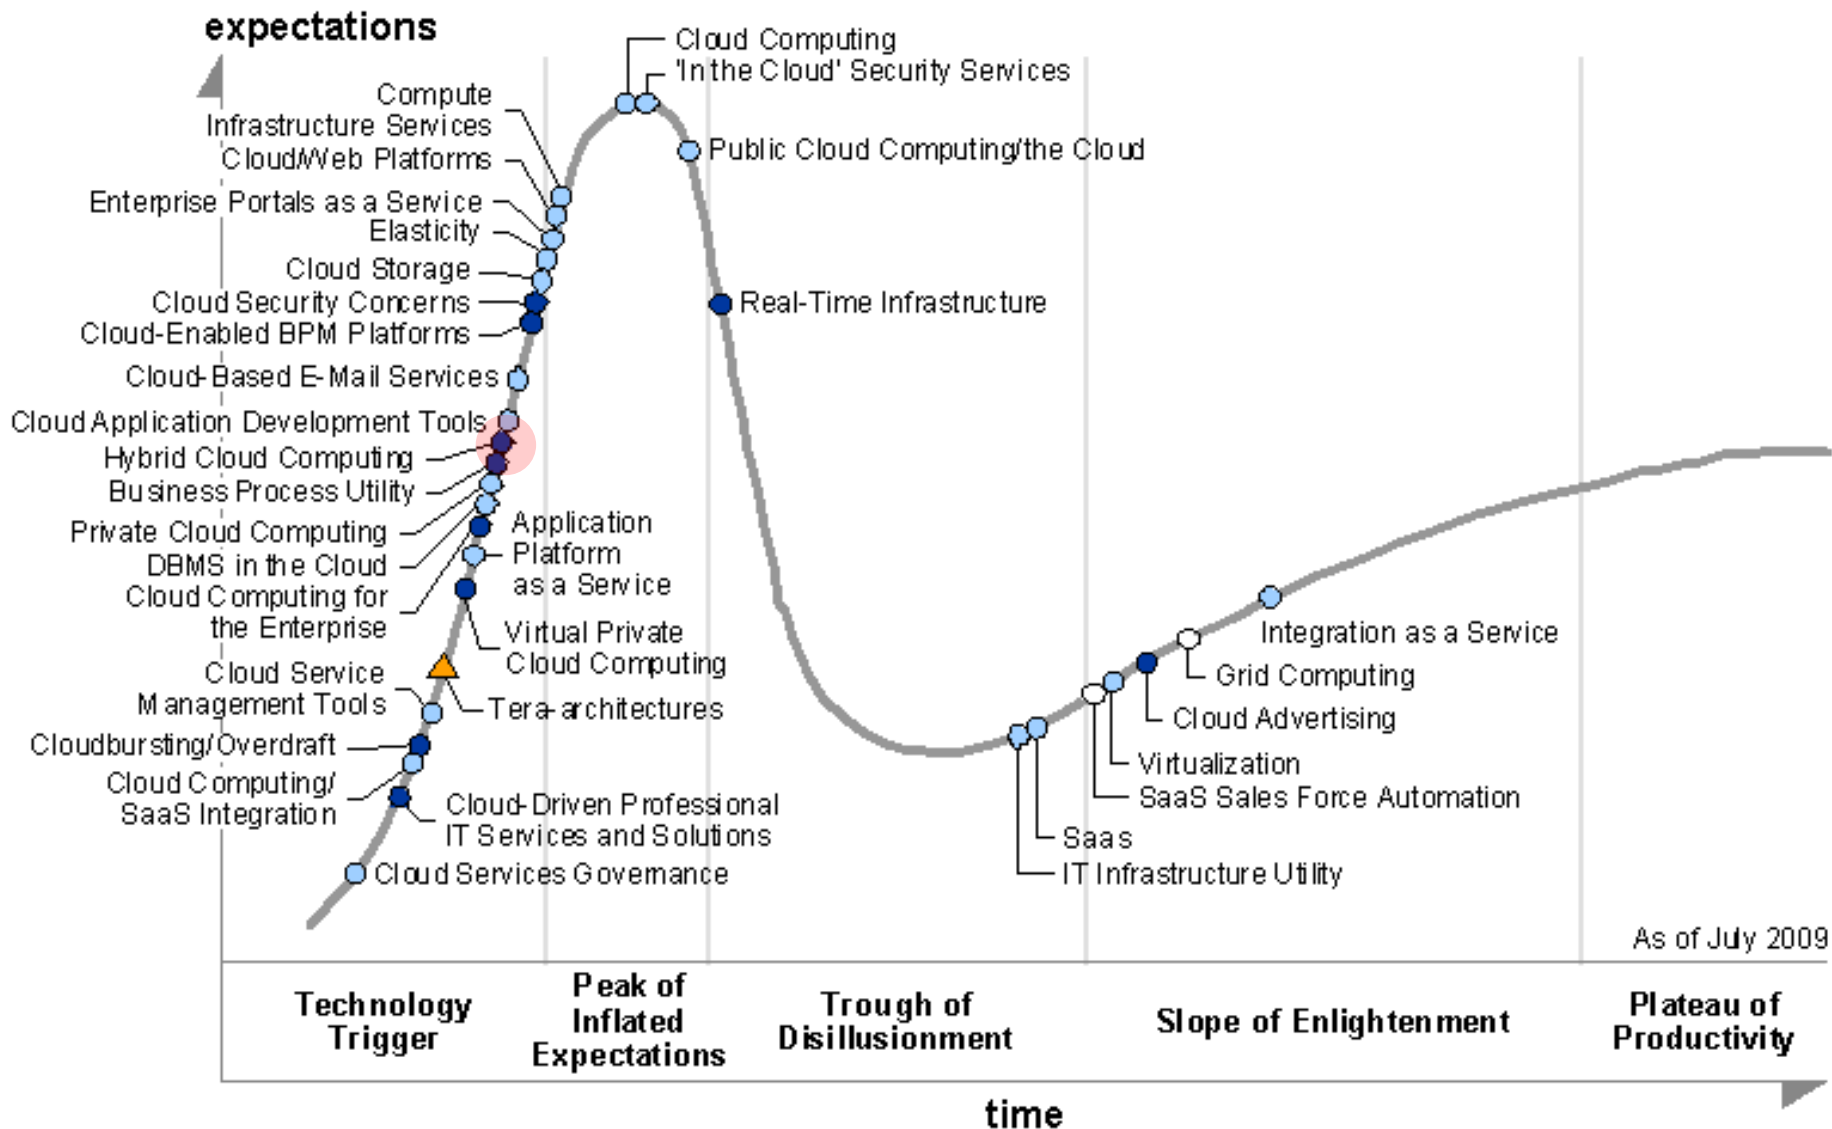 expectations
Cloud Computing
'In the Cloud' Security Services
Compute
Infrastructure Services
Cloud/Web Platforms
Public Cloud Computing/the Cloud
Enterprise Portals as a Service
Elasticity
Cloud Storage
Cloud Security Concerns
Real-Time Infrastructure
Cloud-Enabled BPM Platforms
Cloud-Based E-Mail Services
Cloud Application Development Tools
Hybrid Cloud Computing
Business Process Utility
Private Cloud Computing
DBMS in the Cloud
Cloud Computing for
the Enterprise
Application
Platform
as a Service
Virtual Private
Cloud Computing
Cloud Service
Management Tools
Tera-architectures
Cloudbursting/Overdraft
Cloud Computing/
SaaS Integration
Cloud-Driven Professional
IT Services and Solutions
Cloud Services Governance
Integration as a Service
Grid Computing
Cloud Advertising
Virtualization
SaaS Sales Force Automation
Saas
IT Infrastructure Utility
As of July 2009
Technology
Trigger
Peak of
Inflated
Expectations
Trough of
Disillusionment
Slope of Enlightenment
Plateau of
Productivity
time